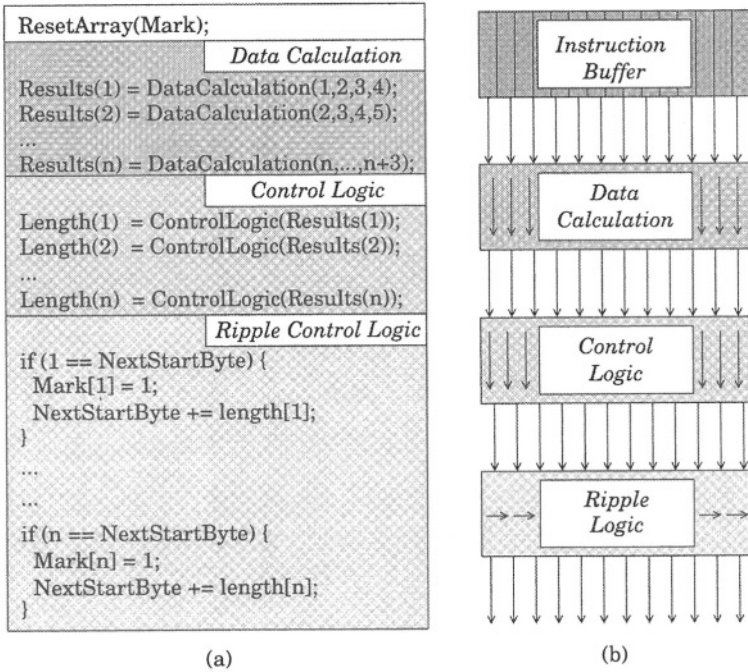 ResetArray(Mark);
Data Calculation
Results(1) = DataCalculation(1,2,3,4);
Results(2) = DataCalculation(2,3,4,5);
...
Results(n) = DataCalculation(n,...,n+3);
Control Logic
Length(1) = ControlLogic(Results(1));
Length(2) = ControlLogic(Results(2));
...
Length(n) = ControlLogic(Results(n));
Ripple Control Logic
if (1 == NextStartByte) {
Mark[1] = 1;
NextStartByte += length[1];
}
...
...
if (n == NextStartByte) {
Mark[n] = 1;
NextStartByte += length[n];
}
(a)
Instruction
Buffer
Data
Calculation
Control
Logic
Ripple
Logic
(b)